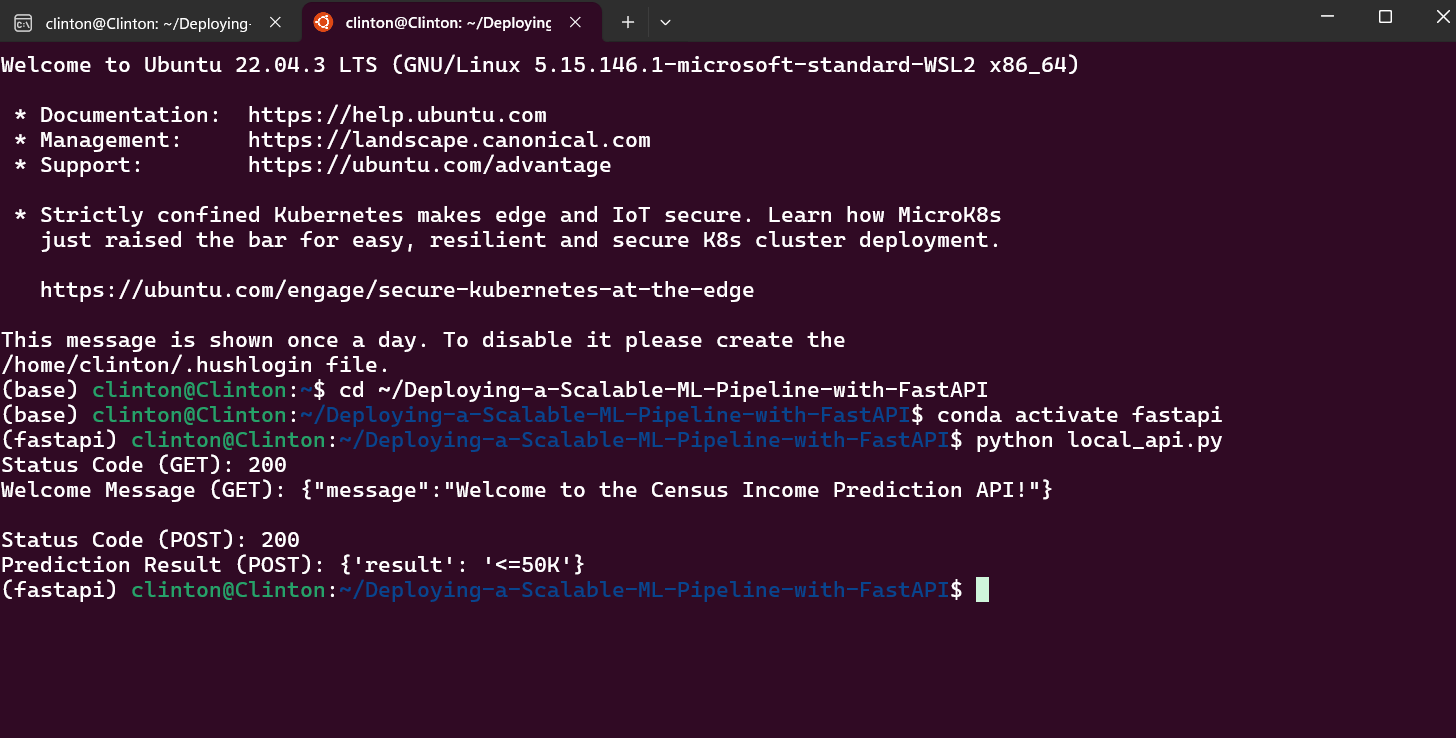 clinton@Clinton: ~/Deploying-
clinton@Clinton: ~/Deploying
Welcome to Ubuntu 22.04.3 LTS (GNU/Linux 5.15.146.1-microsoft-standard-WSL2 x86_64)
* Documentation:  https://help.ubuntu.com
* Management:     https://landscape.canonical.com
* Support:        https://ubuntu.com/advantage
* Strictly confined Kubernetes makes edge and IoT secure. Learn how MicroK8s
just raised the bar for easy, resilient and secure K8s cluster deployment.
https://ubuntu.com/engage/secure-kubernetes-at-the-edge
This message is shown once a day. To disable it please create the
/home/clinton/.hushlogin file.
(base) clinton@Clinton:~$ cd ~/Deploying-a-Scalable-ML-Pipeline-with-FastAPI
(base) clinton@Clinton:~/Deploying-a-Scalable-ML-Pipeline-with-FastAPI$ conda activate fastapi
(fastapi) clinton@Clinton:~/Deploying-a-Scalable-ML-Pipeline-with-FastAPI$ python local_api.py
Status Code (GET): 200
Welcome Message (GET): {"message":"Welcome to the Census Income Prediction API!"}
Status Code (POST): 200
Prediction Result (POST): {'result': '<=50K'}
(fastapi) clinton@Clinton:~/Deploying-a-Scalable-ML-Pipeline-with-FastAPI$